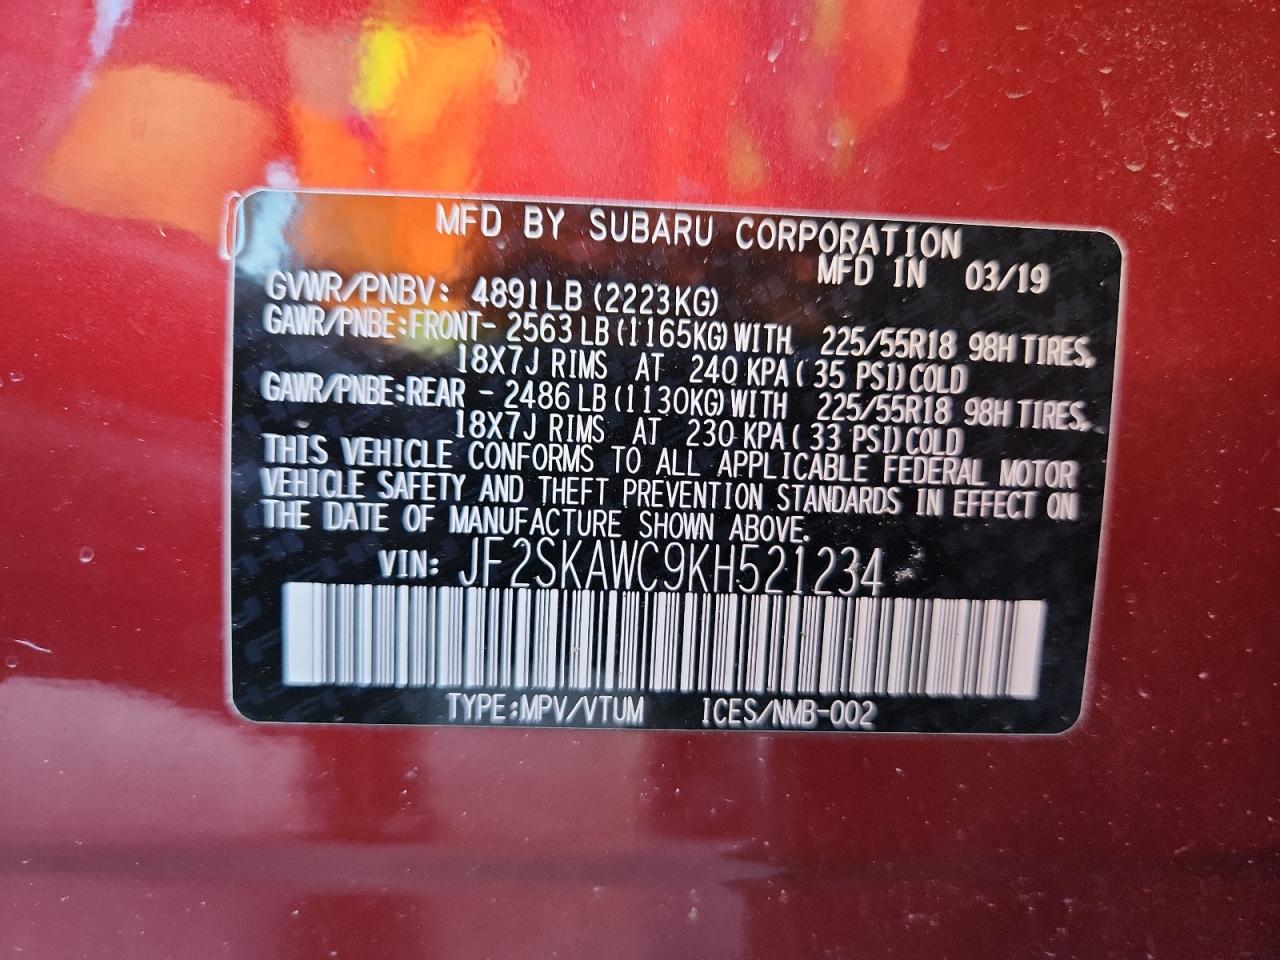 MFD BY SUBARU CORPORATION
MFD IN 03/19
GVWR/PNBV: 4891LB (2223KG)
GAWR/PNBE:FRONT- 2563 LB (1165KG) WITH 225/55R18 98H TIRES,
18X7J RIMS AT 240 KPA ( 35 PSI) COLD
GAWR/PNBE:REAR - 2486 LB (1130KG) WITH 225/55R18 98H TIRES,
18X7J RIMS AT 230 KPA ( 33 PSI) COLD
THIS VEHICLE CONFORMS TO ALL APPLICABLE FEDERAL MOTOR
VEHICLE SAFETY AND THEFT PREVENTION STANDARDS IN EFFECT ON
THE DATE OF MANUFACTURE SHOWN ABOVE.
VIN: JF2SKAWC9KH521234
TYPE:MPV/VTUM ICES/NMB-002